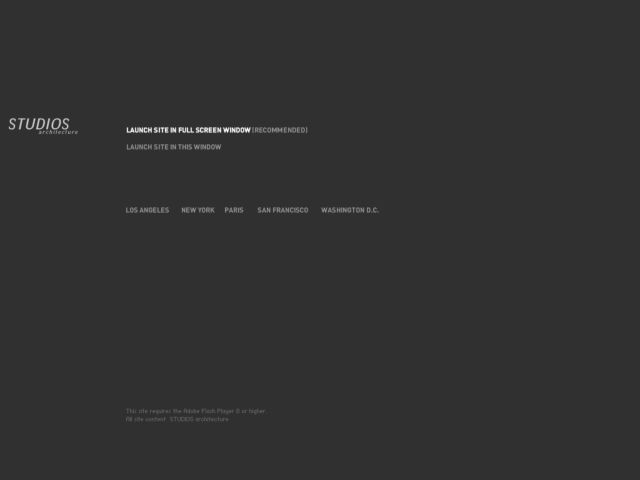 STUDIOS
architecture
LAUNCH SITE IN FULL SCREEN WINDOW (RECOMMENDED)
LAUNCH SITE IN THIS WINDOW
LOS ANGELES NEW YORK PARIS SAN FRANCISCO WASHINGTON D.C.
This site requires the Adobe Flash Player 8 or higher.
All site content STUDIOS architecture